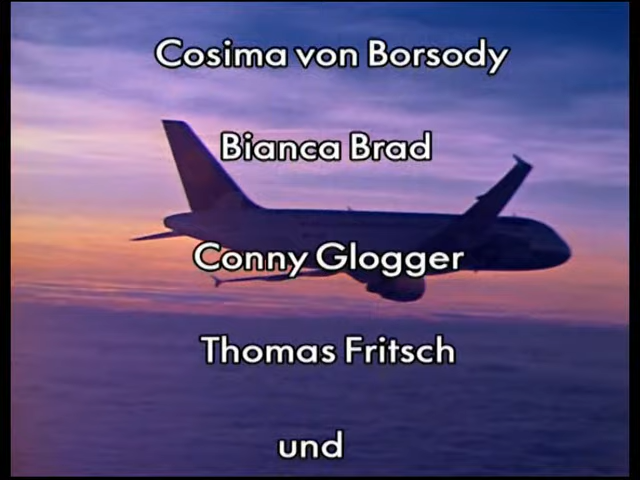 Cosima von Borsody
Bianca Brad
Conny Glogger
Thomas Fritsch
und